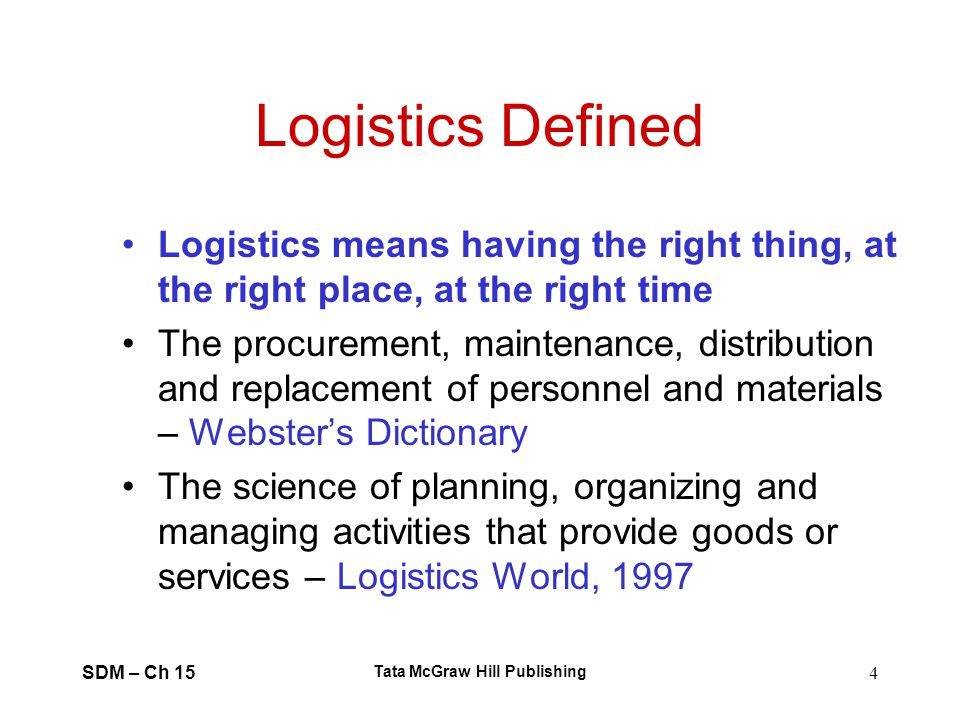 Logistics Defined
• Logistics means having the right thing, at
the right place, at the right time
• The procurement, maintenance, distribution
and replacement of personnel and materials
– Webster’s Dictionary
• The science of planning, organizing and
managing activities that provide goods or
services – Logistics World, 1997
SDM – Ch 15
Tata McGraw Hill Publishing
4